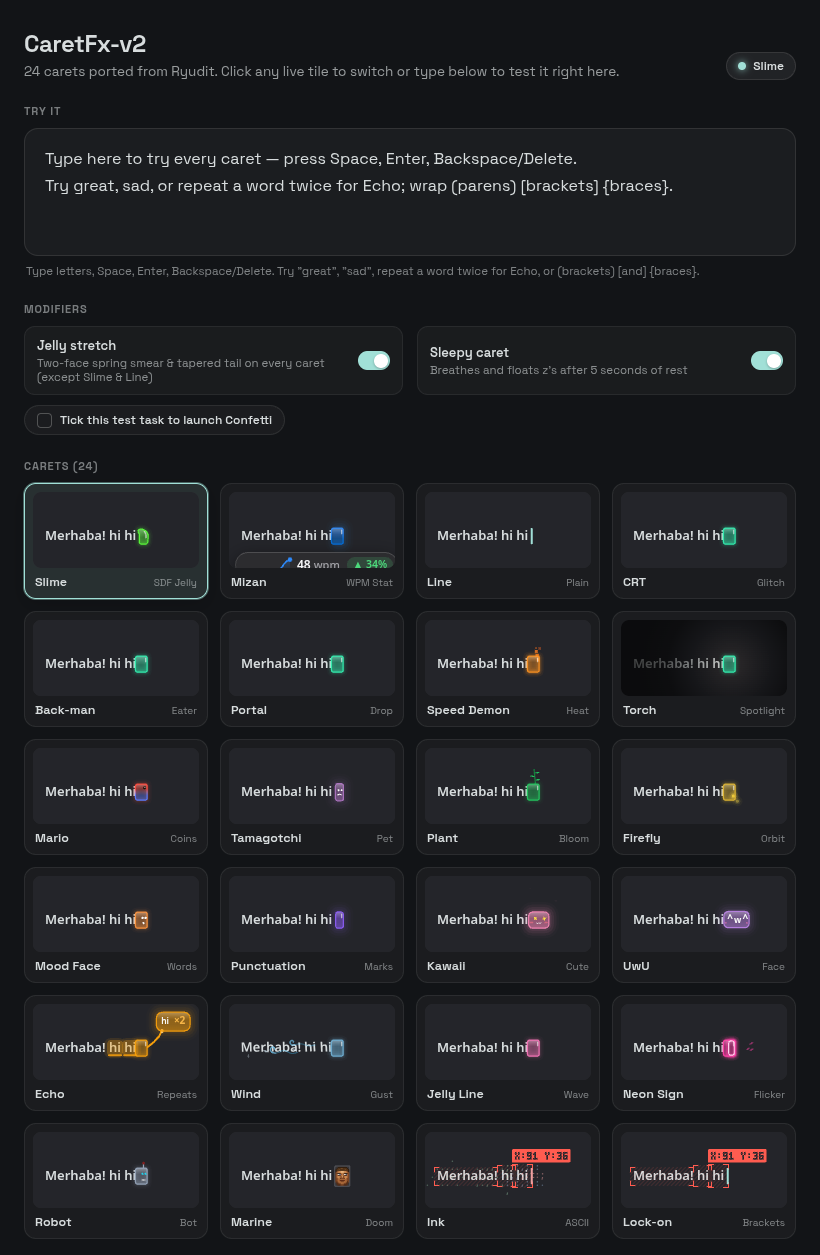 CaretFx-v2
24 carets ported from Ryudit. Click any live tile to switch or type below to test it right here.
Slime
TRY IT
Type here to try every caret — press Space, Enter, Backspace/Delete.
Try great, sad, or repeat a word twice for Echo; wrap (parens) [brackets] {braces}.
Type letters, Space, Enter, Backspace/Delete. Try "great", "sad", repeat a word twice for Echo, or (brackets) [and] {braces}.
MODIFIERS
Jelly stretch
Two-face spring smear & tapered tail on every caret
(except Slime & Line)
Sleepy caret
Breathes and floats z's after 5 seconds of rest
Tick this test task to launch Confetti
CARETS (24)
Merhaba! hi hi
Slime SDF Jelly
Merhaba! hi hi
48 wpm ▲ 34%
Mizan WPM Stat
Merhaba! hi hi
Line Plain
Merhaba! hi hi
CRT Glitch
Merhaba! hi hi
Back-man Eater
Merhaba! hi hi
Portal Drop
Merhaba! hi hi
Speed Demon Heat
Merhaba! hi hi
Torch Spotlight
Merhaba! hi hi
Mario Coins
Merhaba! hi hi
Tamagotchi Pet
Merhaba! hi hi
Plant Bloom
Merhaba! hi hi
Firefly Orbit
Merhaba! hi hi
Mood Face Words
Merhaba! hi hi
Punctuation Marks
Merhaba! hi hi
Kawaii Cute
Merhaba! hi hi ^w^
UwU Face
hi ×2
Merhaba! hi hi
Echo Repeats
Merhaba! hi hi
Wind Gust
Merhaba! hi hi
Jelly Line Wave
Merhaba! hi hi
Neon Sign Flicker
Merhaba! hi hi
Robot Bot
Merhaba! hi hi
Marine Doom
X:91 Y:36
Merhaba! hi hi
Ink ASCII
X:91 Y:36
Merhaba! hi hi
Lock-on Brackets